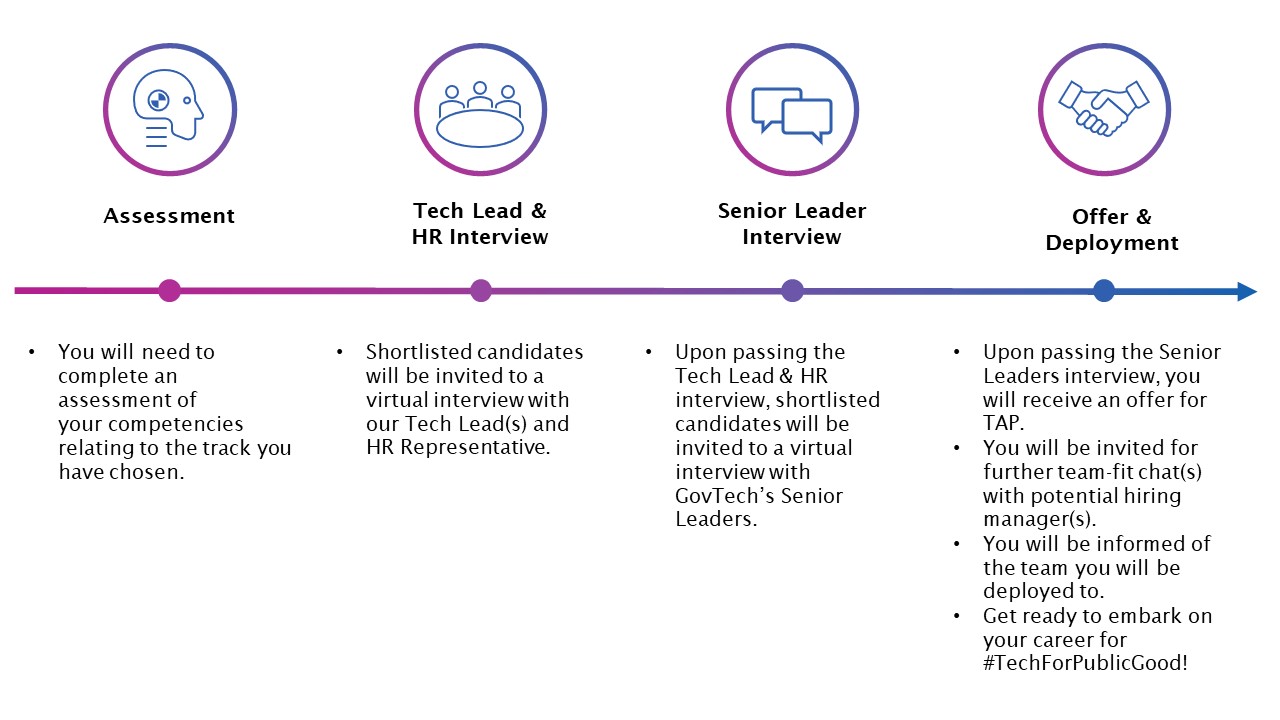 Assessment
• You will need to
complete an
assessment of
your competencies
relating to the track you
have chosen.
Tech Lead &
HR Interview
• Shortlisted candidates
will be invited to a
virtual interview with
our Tech Lead(s) and
HR Representative.
Senior Leader
Interview
• Upon passing the
Tech Lead & HR
interview, shortlisted
candidates will be
invited to a virtual
interview with
GovTech’s Senior
Leaders.
Offer &
Deployment
• Upon passing the Senior
Leaders interview, you
will receive an offer for
TAP.
• You will be invited for
further team-fit chat(s)
with potential hiring
manager(s).
• You will be informed of
the team you will be
deployed to.
• Get ready to embark on
your career for
#TechForPublicGood!